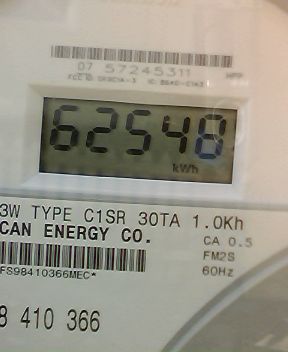 07 57245311
HPP
62548
kWh
3W TYPE C1SR 30TA 1.0Kh
CAN ENERGY CO.
CA 0.5
FM2S
60Hz
FS98410366MEC*
8 410 366